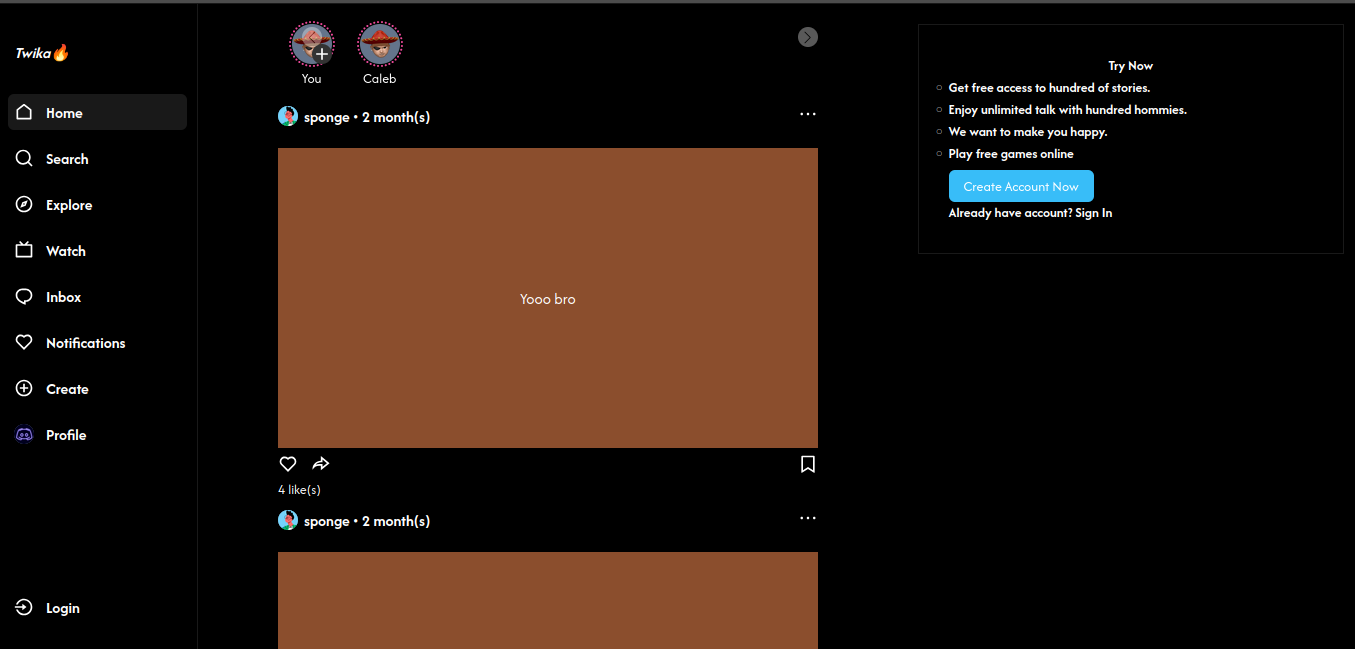 Twika🔥
Home
Search
Explore
Watch
Inbox
Notifications
Create
Profile
Login
You
Caleb
sponge • 2 month(s)
Yooo bro
4 like(s)
sponge • 2 month(s)
Try Now
Get free access to hundred of stories.
Enjoy unlimited talk with hundred hommies.
We want to make you happy.
Play free games online
Create Account Now
Already have account? Sign In